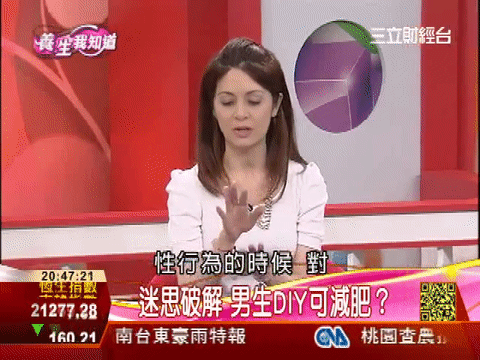 養生我知道
三立財經台
性行為的時候 對
迷思破解 男生DIY可減肥？
20:47:21
恆生指數
21277.28
▼ 160.21
南台東豪雨特報
CNA
桃園查農